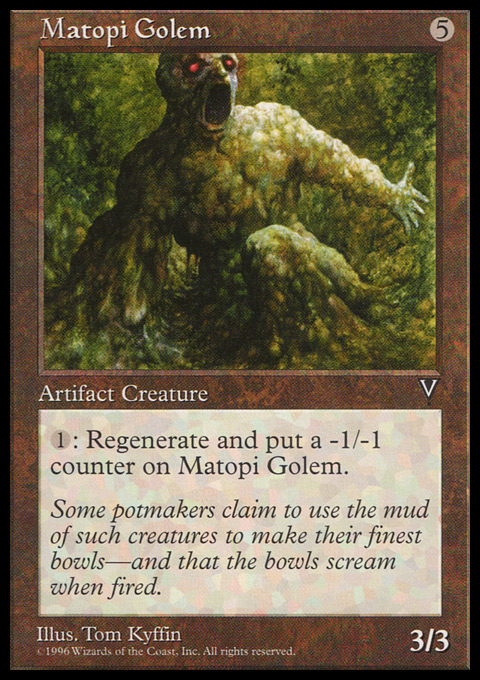 Matopi Golem 5
Artifact Creature V
1: Regenerate and put a -1/-1
counter on Matopi Golem.
Some potmakers claim to use the mud
of such creatures to make their finest
bowls—and that the bowls scream
when fired.
Illus. Tom Kyffin
©1996 Wizards of the Coast, Inc. All rights reserved.
3/3